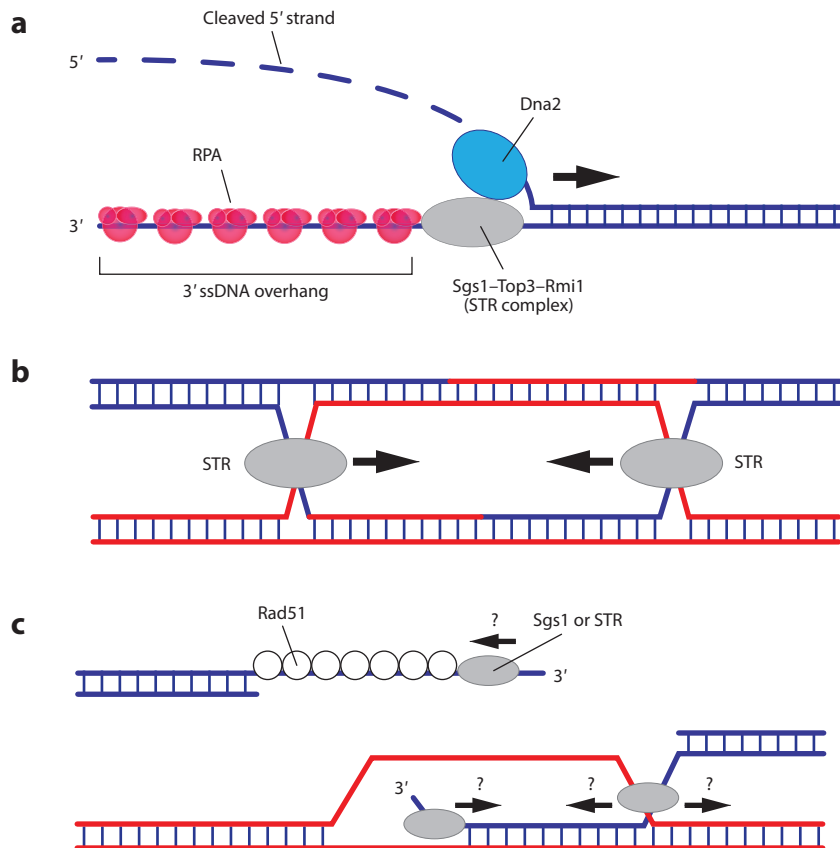 a
Cleaved 5′ strand
5′
Dna2
RPA
3′
3′ ssDNA overhang
Sgs1–Top3–Rmi1
(STR complex)
b
STR
STR
c
Rad51
?
Sgs1 or STR
3′
3′
?
?
?